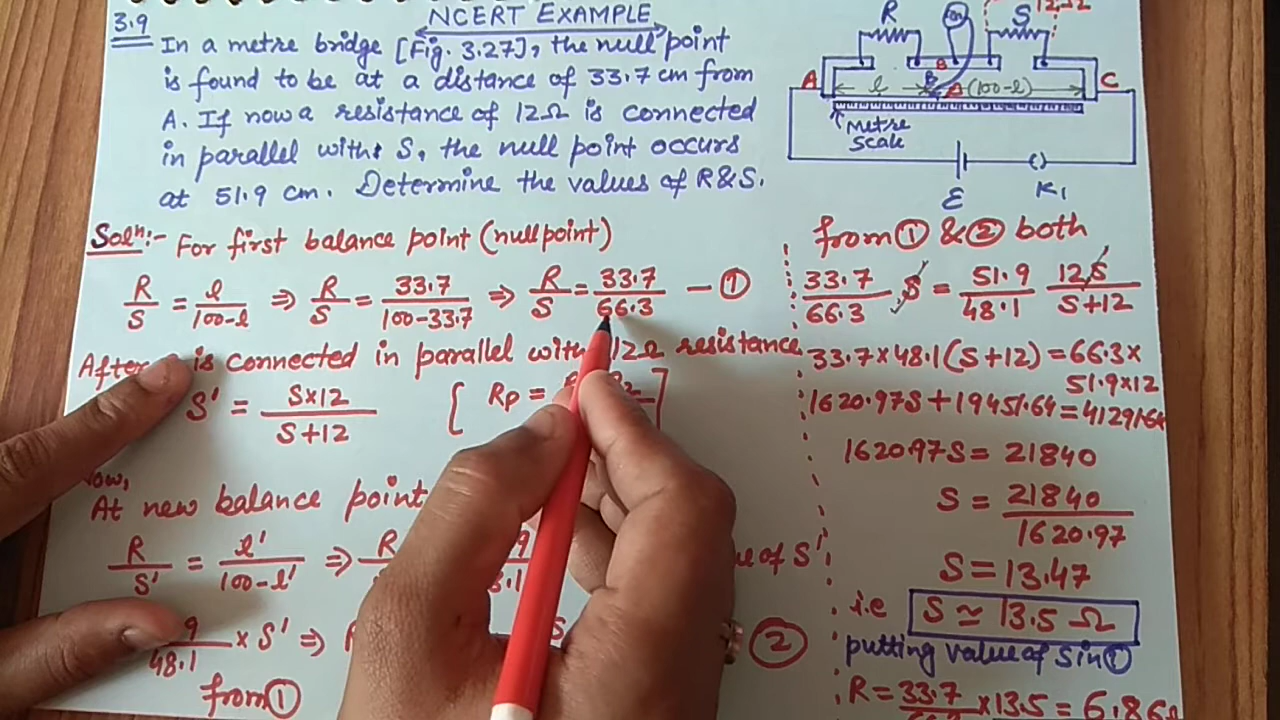 NCERT EXAMPLE
3.9
In a metre bridge [Fig. 3.27], the null point
is found to be at a distance of 33.7 cm from
A. If now a resistance of 12Ω is connected
in parallel with S, the null point occurs
at 51.9 cm. Determine the values of R&S.
R
S
12Ω
A
B
B
C
l
(100-l)
Metre
Scale
E
K1
Solⁿ:- For first balance point (null point)
R/S = l/100-l ⇒ R/S = 33.7/100-33.7 ⇒ R/S = 33.7/66.3 — ①
After is connected in parallel with 12Ω resistance
S' = S×12/S+12 [ Rp =
Now,
At new balance point
R/S' = l'/100-l' ⇒
value of S'
48.1 × S' ⇒
②
from ①
from ① & ② both
33.7/66.3 S = 51.9/48.1 12S/S+12
33.7×48.1(S+12) = 66.3×
51.9×12
1620.97S + 19451.64 = 41291.64
1620.97S = 21840
S = 21840/1620.97
S = 13.47
i.e S ≃ 13.5 Ω
putting value of S in ①
R = 33.7 ×13.5 = 6.86Ω